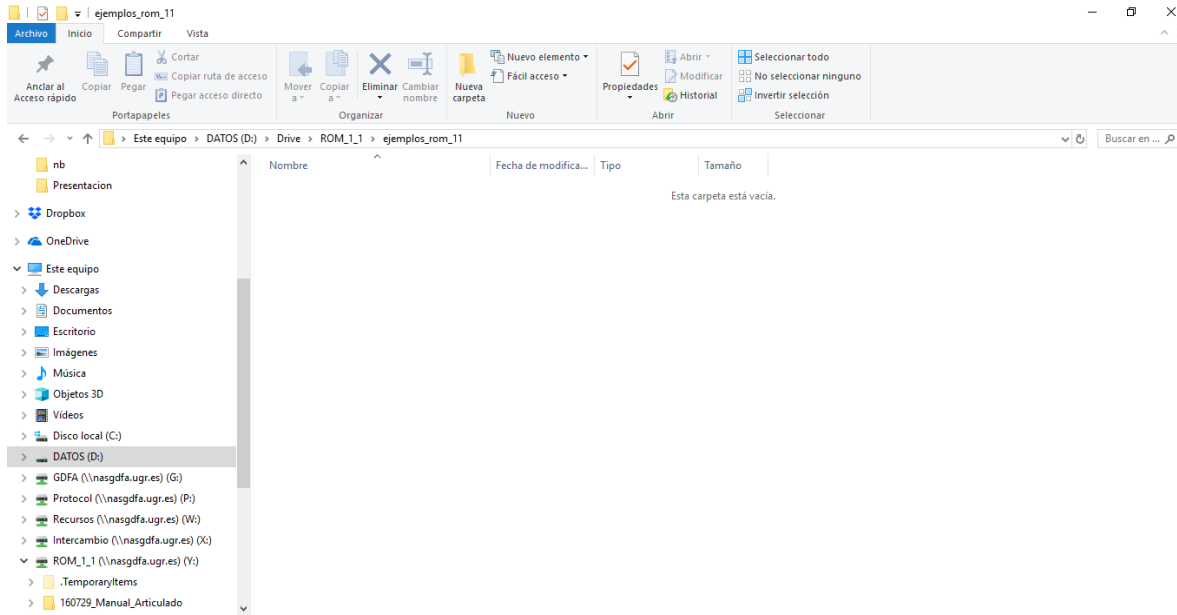 ejemplos_rom_11
Archivo Inicio Compartir Vista
Anclar al Acceso rápido
Copiar
Pegar
Cortar
Copiar ruta de acceso
Pegar acceso directo
Portapapeles
Mover a
Copiar a
Eliminar
Cambiar nombre
Organizar
Nueva carpeta
Nuevo elemento
Fácil acceso
Nuevo
Propiedades
Abrir
Modificar
Historial
Abrir
Seleccionar todo
No seleccionar ninguno
Invertir selección
Seleccionar
Este equipo > DATOS (D:) > Drive > ROM_1_1 > ejemplos_rom_11
Buscar en ...
nb
Presentacion
Dropbox
OneDrive
Este equipo
Descargas
Documentos
Escritorio
Imágenes
Música
Objetos 3D
Vídeos
Disco local (C:)
DATOS (D:)
GDFA (\\nasgdfa.ugr.es) (G:)
Protocol (\\nasgdfa.ugr.es) (P:)
Recursos (\\nasgdfa.ugr.es) (W:)
Intercambio (\\nasgdfa.ugr.es) (X:)
ROM_1_1 (\\nasgdfa.ugr.es) (Y:)
.TemporaryItems
160729_Manual_Articulado
Nombre Fecha de modifica... Tipo Tamaño
Esta carpeta está vacía.